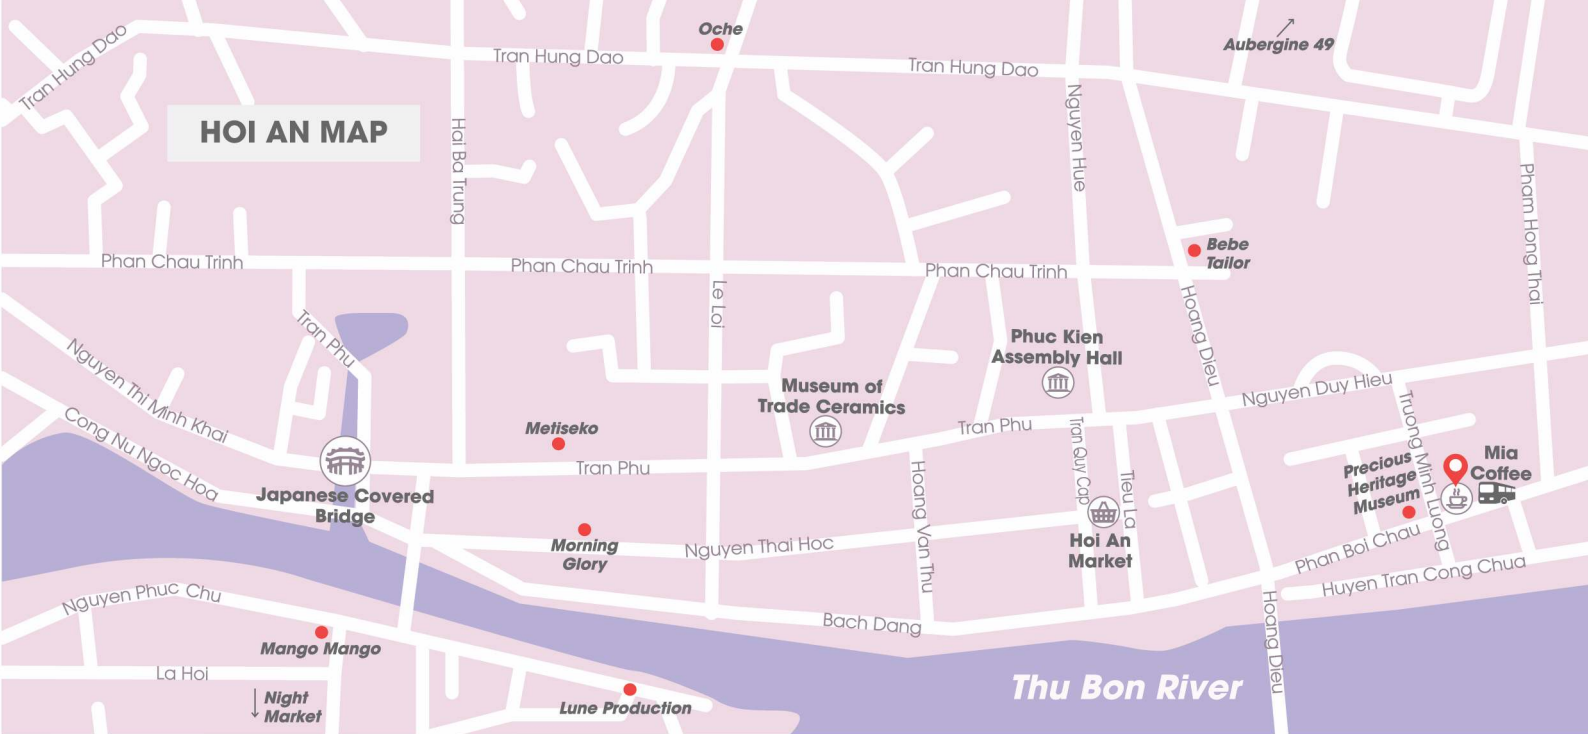 Oche
Aubergine 49
Tran Hung Dao
Tran Hung Dao
Tran Hung Dao
HOI AN MAP
Hai Ba Trung
Nguyen Hue
Pham Hong Thai
Bebe
Tailor
Phan Chau Trinh
Phan Chau Trinh
Phan Chau Trinh
Le Loi
Hoang Dieu
Tran Phu
Phuc Kien
Assembly Hall
Nguyen Thi Minh Khai
Museum of
Trade Ceramics
Nguyen Duy Hieu
Truong Minh Luong
Cong Nu Ngoc Hoa
Metiseko
Tran Phu
Tran Phu
Tran Quy Cap
Tieu La
Precious
Heritage
Museum
Mia
Coffee
Japanese Covered
Bridge
Hoang Van Thu
Morning
Glory
Nguyen Thai Hoc
Hoi An
Market
Phan Boi Chau
Huyen Tran Cong Chua
Nguyen Phuc Chu
Bach Dang
Hoang Dieu
Mango Mango
La Hoi
Night
Market
Lune Production
Thu Bon River